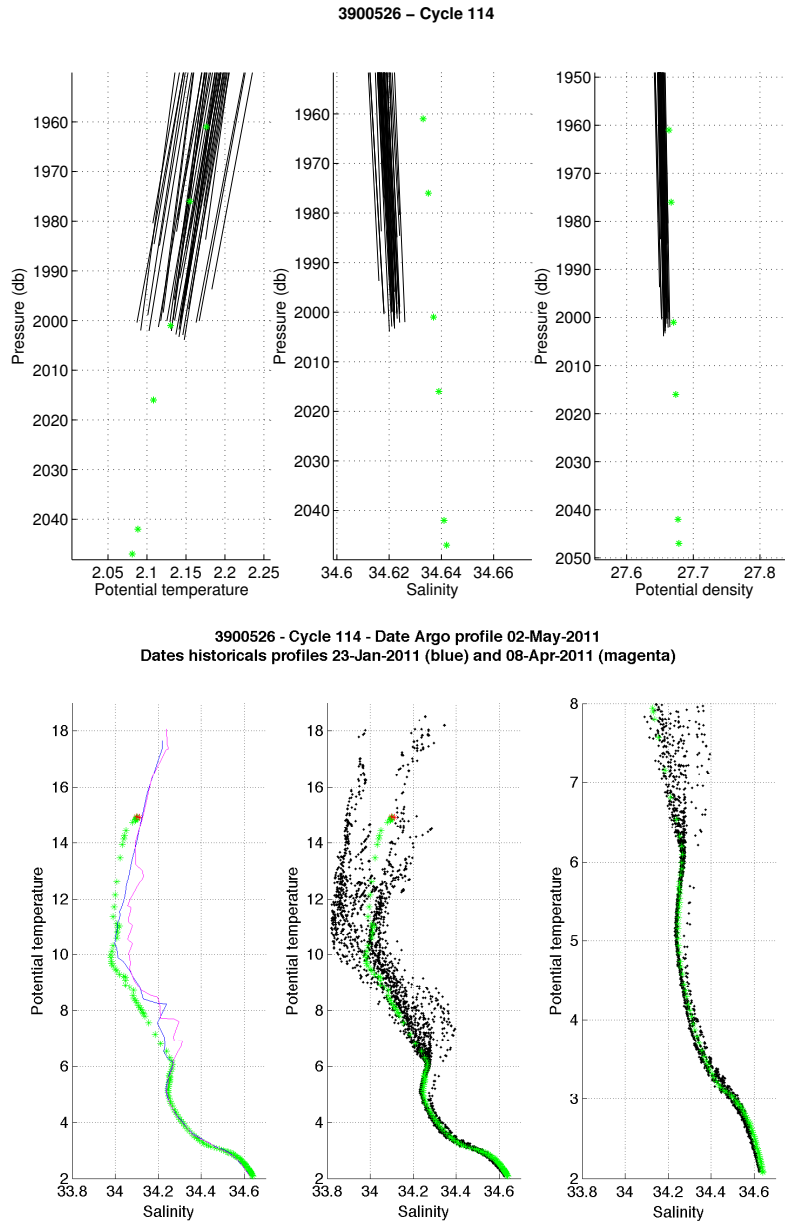 3900526 – Cycle 114
1960
1970
1980
1990
2000
2010
2020
2030
2040
2.05 2.1 2.15 2.2 2.25
Pressure (db)
Potential temperature
1960
1970
1980
1990
2000
2010
2020
2030
2040
34.6 34.62 34.64 34.66
Pressure (db)
Salinity
1950
1960
1970
1980
1990
2000
2010
2020
2030
2040
2050
27.6 27.7 27.8
Pressure (db)
Potential density
3900526 - Cycle 114 - Date Argo profile 02-May-2011
Dates historicals profiles 23-Jan-2011 (blue) and 08-Apr-2011 (magenta)
18
16
14
12
10
8
6
4
2
33.8 34 34.2 34.4 34.6
Potential temperature
Salinity
18
16
14
12
10
8
6
4
2
33.8 34 34.2 34.4 34.6
Potential temperature
Salinity
8
7
6
5
4
3
2
33.8 34 34.2 34.4 34.6
Potential temperature
Salinity